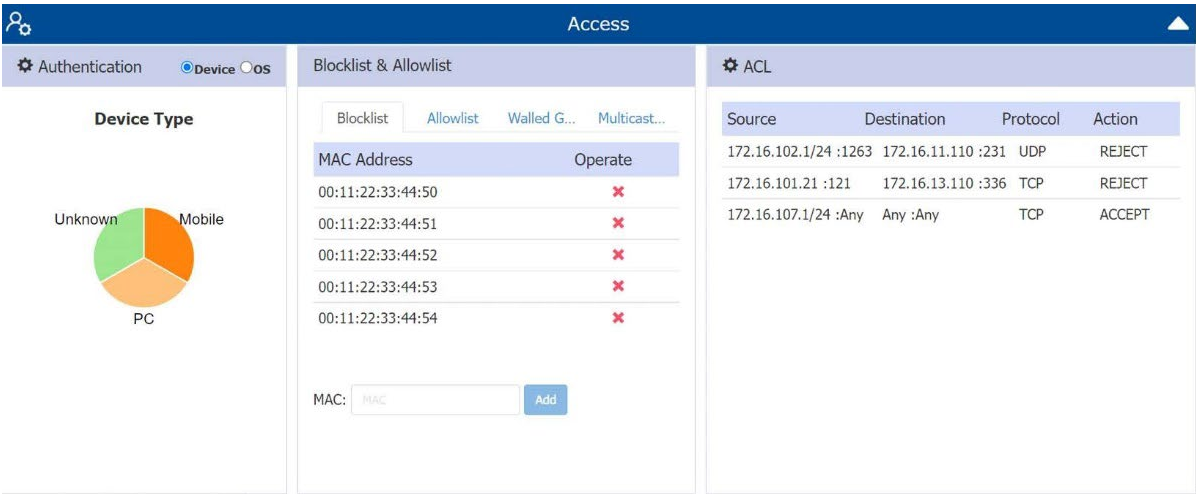 Access
Authentication Device OS
Device Type
Unknown Mobile
PC
Blocklist & Allowlist
Blocklist Allowlist Walled G... Multicast...
MAC Address Operate
00:11:22:33:44:50
00:11:22:33:44:51
00:11:22:33:44:52
00:11:22:33:44:53
00:11:22:33:44:54
MAC: MAC Add
ACL
Source Destination Protocol Action
172.16.102.1/24 :1263 172.16.11.110 :231 UDP REJECT
172.16.101.21 :121 172.16.13.110 :336 TCP REJECT
172.16.107.1/24 :Any Any :Any TCP ACCEPT